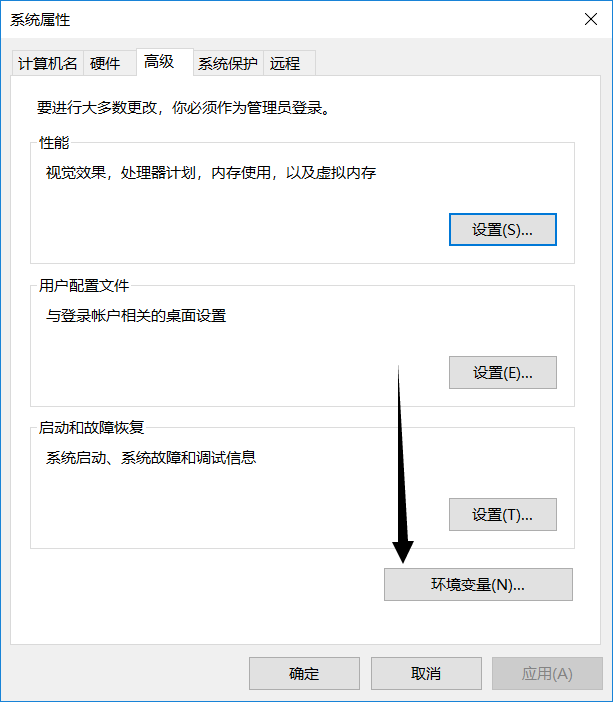 系统属性
计算机名 硬件 高级 系统保护 远程
要进行大多数更改，你必须作为管理员登录。
性能
视觉效果，处理器计划，内存使用，以及虚拟内存
设置(S)...
用户配置文件
与登录帐户相关的桌面设置
设置(E)...
启动和故障恢复
系统启动、系统故障和调试信息
设置(T)...
环境变量(N)...
确定 取消 应用(A)